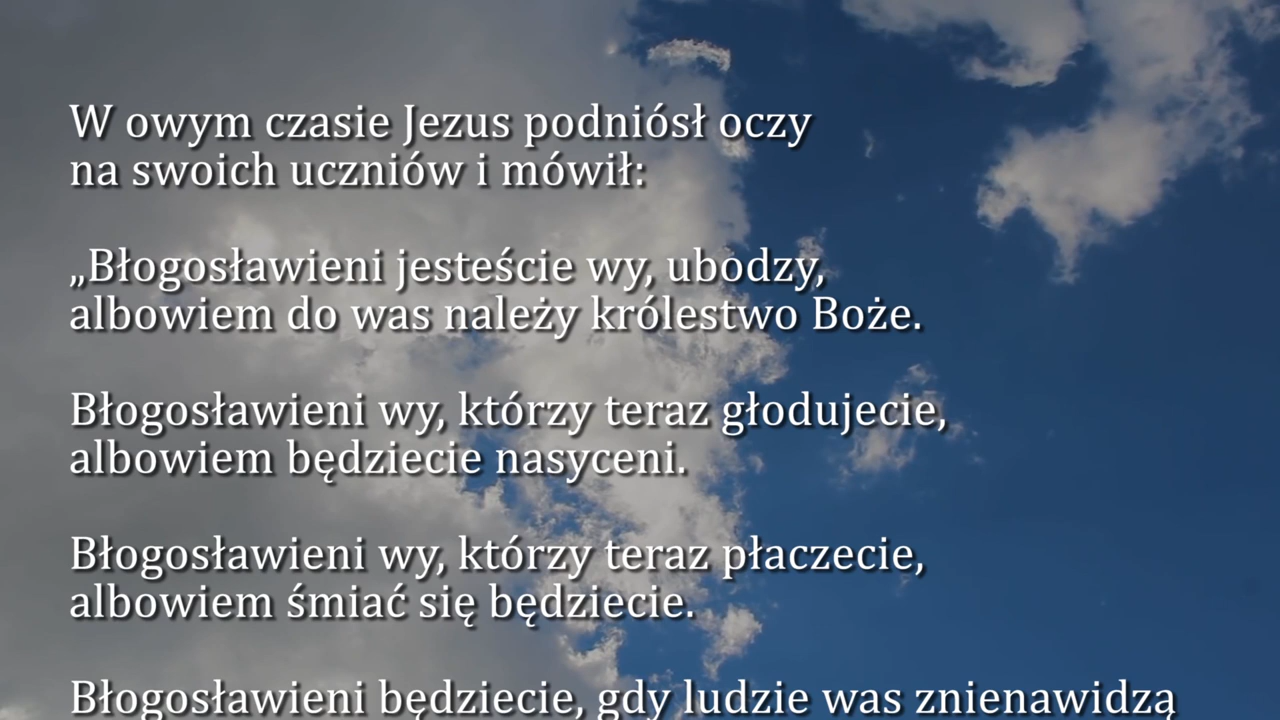 W owym czasie Jezus podniósł oczy
na swoich uczniów i mówił:
„Błogosławieni jesteście wy, ubodzy,
albowiem do was należy królestwo Boże.
Błogosławieni wy, którzy teraz głodujecie,
albowiem będziecie nasyceni.
Błogosławieni wy, którzy teraz płaczecie,
albowiem śmiać się będziecie.
Błogosławieni będziecie, gdy ludzie was znienawidzą